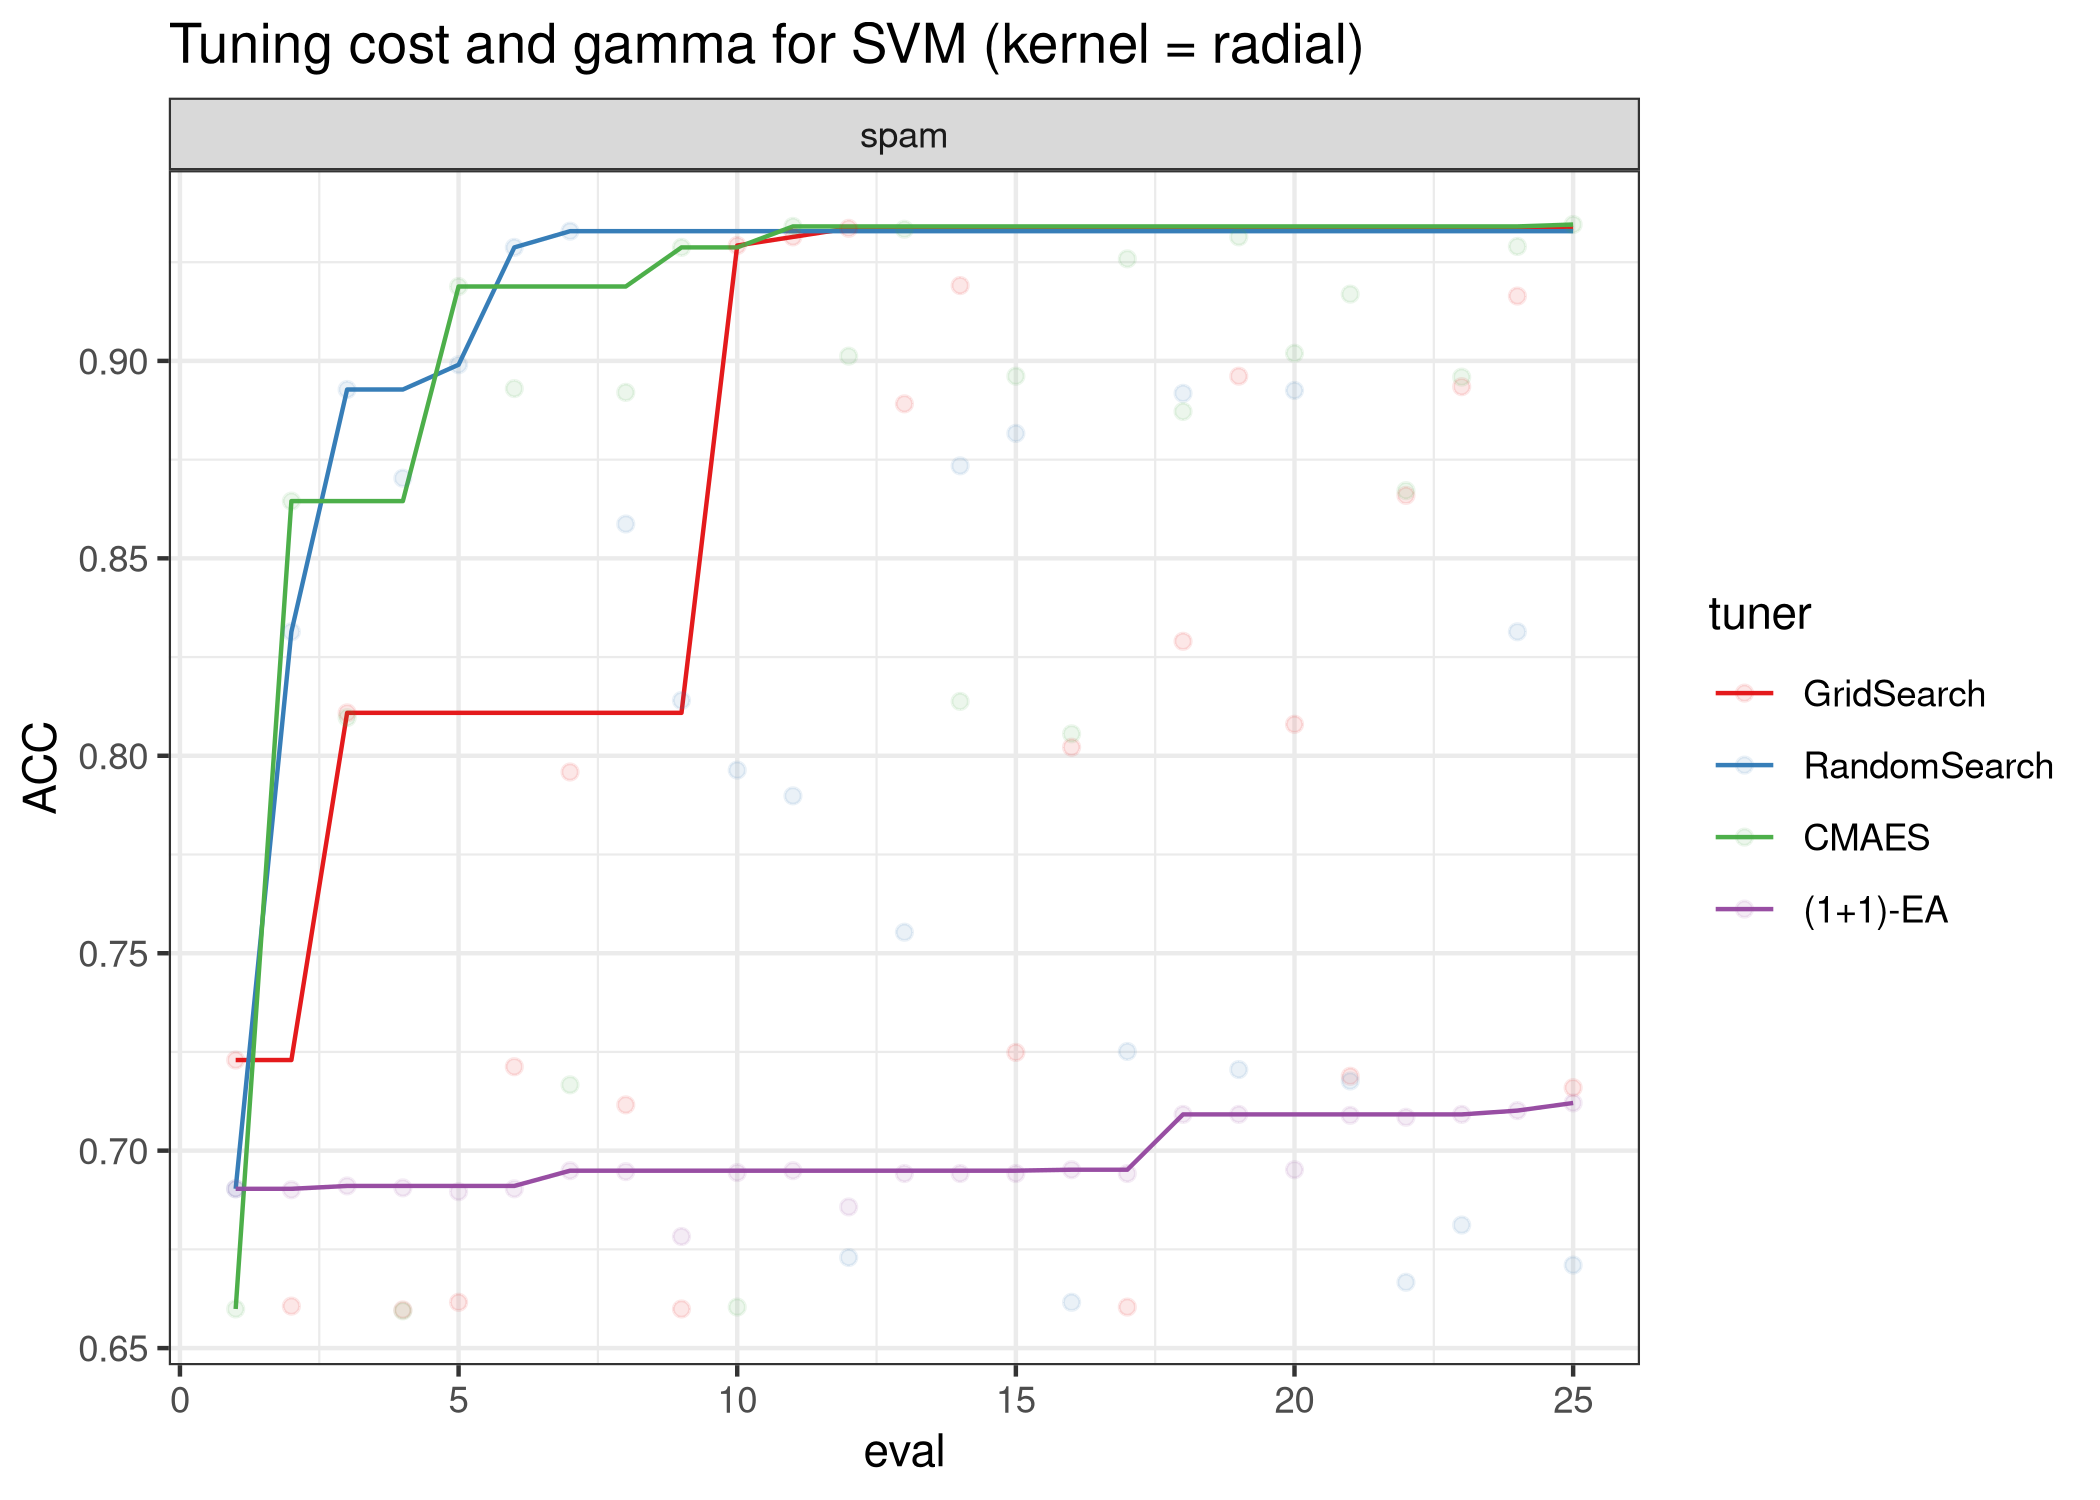 Tuning cost and gamma for SVM (kernel = radial)
spam
ACC
0.90
0.85
0.80
0.75
0.70
0.65
0 5 10 15 20 25
eval
tuner
GridSearch
RandomSearch
CMAES
(1+1)-EA